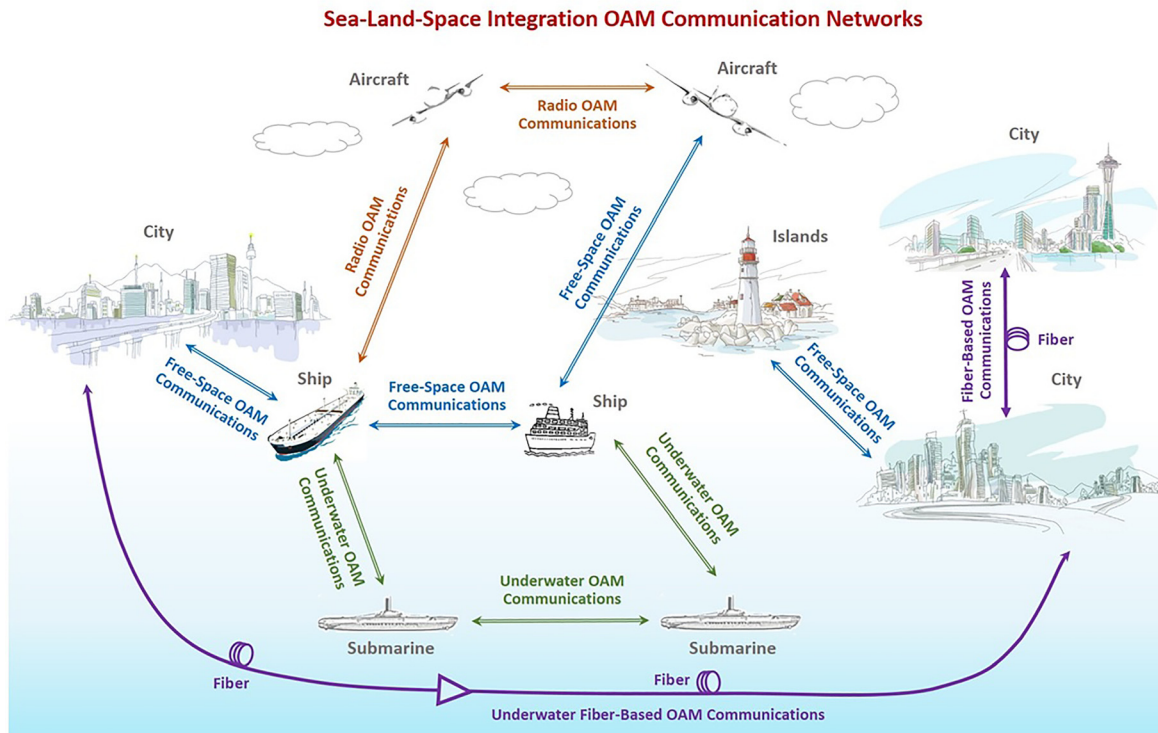 Sea-Land-Space Integration OAM Communication Networks
Aircraft
Aircraft
Radio OAM
Communications
City
City
Radio OAM
Communications
Free-Space OAM
Communications
Islands
Free-Space OAM
Communications
Ship
Free-Space OAM
Communications
Ship
Free-Space OAM
Communications
Fiber-Based OAM
Communications
Fiber
City
Underwater OAM
Communications
Underwater OAM
Communications
Underwater OAM
Communications
Submarine
Submarine
Fiber
Fiber
Underwater Fiber-Based OAM Communications